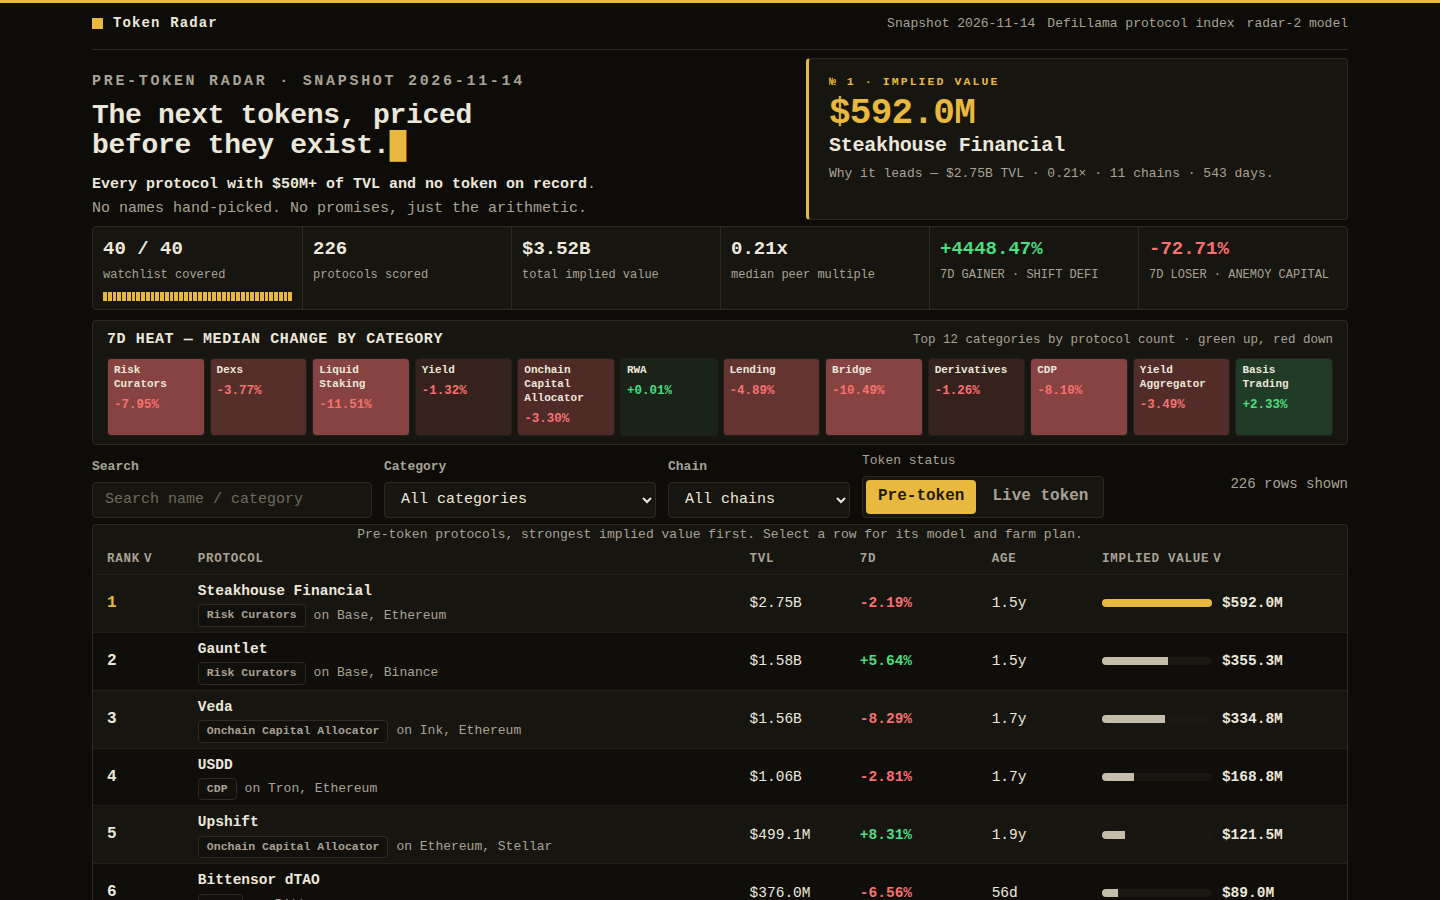 Token Radar
Snapshot 2026-11-14 DefiLlama protocol index radar-2 model
PRE-TOKEN RADAR · SNAPSHOT 2026-11-14
The next tokens, priced
before they exist.
Every protocol with $50M+ of TVL and no token on record.
No names hand-picked. No promises, just the arithmetic.
№ 1 · IMPLIED VALUE
$592.0M
Steakhouse Financial
Why it leads — $2.75B TVL · 0.21× · 11 chains · 543 days.
40 / 40
watchlist covered
226
protocols scored
$3.52B
total implied value
0.21x
median peer multiple
+4448.47%
7D GAINER · SHIFT DEFI
-72.71%
7D LOSER · ANEMOY CAPITAL
7D HEAT — MEDIAN CHANGE BY CATEGORY
Top 12 categories by protocol count · green up, red down
Risk
Curators
-7.95%
Dexs
-3.77%
Liquid
Staking
-11.51%
Yield
-1.32%
Onchain
Capital
Allocator
-3.30%
RWA
+0.01%
Lending
-4.89%
Bridge
-10.49%
Derivatives
-1.26%
CDP
-8.10%
Yield
Aggregator
-3.49%
Basis
Trading
+2.33%
Search
Search name / category
Category
All categories
Chain
All chains
Token status
Pre-token Live token
226 rows shown
Pre-token protocols, strongest implied value first. Select a row for its model and farm plan.
RANK V PROTOCOL TVL 7D AGE IMPLIED VALUE V
1 Steakhouse Financial $2.75B -2.19% 1.5y $592.0M
Risk Curators on Base, Ethereum
2 Gauntlet $1.58B +5.64% 1.5y $355.3M
Risk Curators on Base, Binance
3 Veda $1.56B -8.29% 1.7y $334.8M
Onchain Capital Allocator on Ink, Ethereum
4 USDD $1.06B -2.81% 1.7y $168.8M
CDP on Tron, Ethereum
5 Upshift $499.1M +8.31% 1.9y $121.5M
Onchain Capital Allocator on Ethereum, Stellar
6 Bittensor dTAO $376.0M -6.56% 56d $89.0M